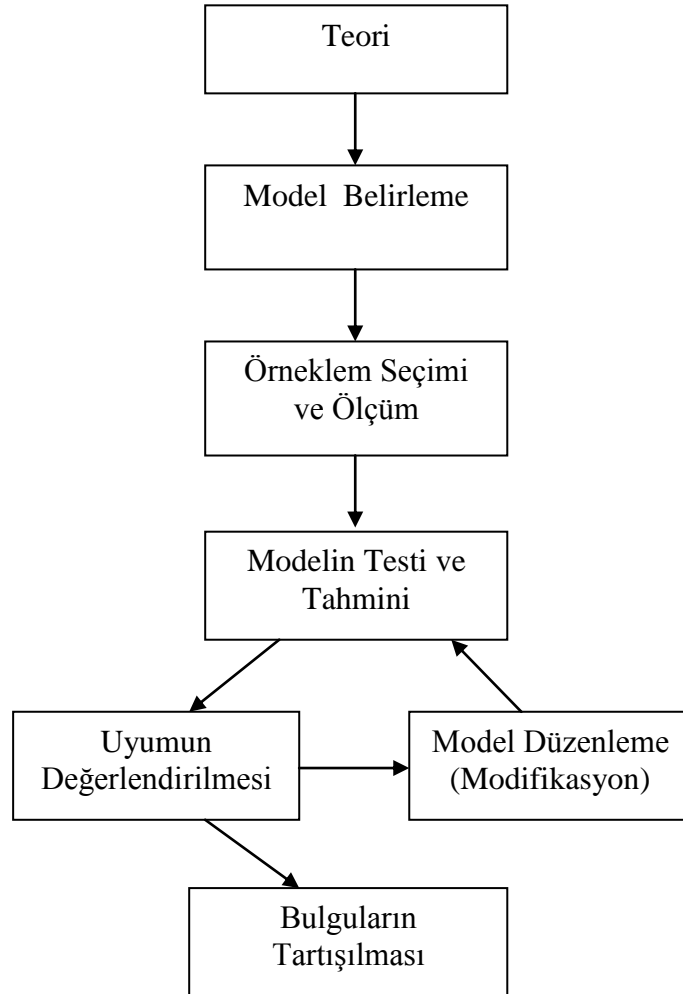 Teori
Model Belirleme
Örneklem Seçimi
ve Ölçüm
Modelin Testi ve
Tahmini
Uyumun
Değerlendirilmesi
Model Düzenleme
(Modifikasyon)
Bulguların
Tartışılması